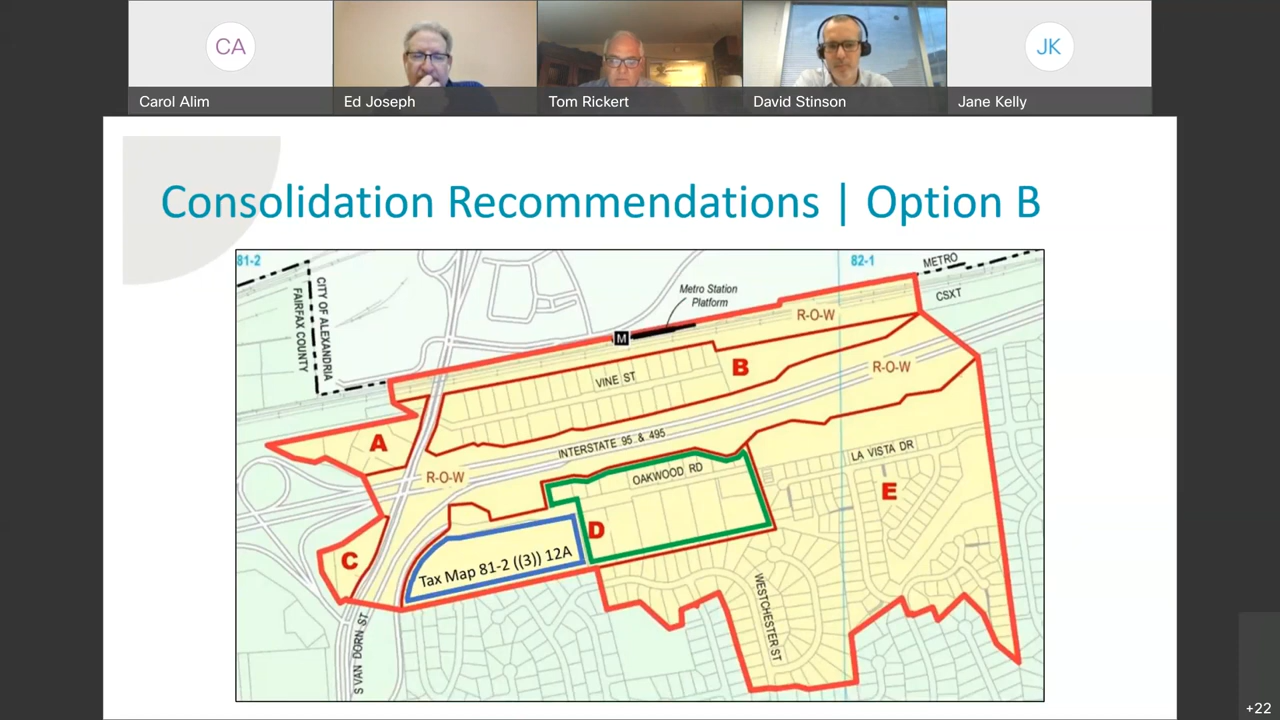 CA
JK
Carol Alim
Ed Joseph
Tom Rickert
David Stinson
Jane Kelly
Consolidation Recommendations | Option B
81-2
82-1
METRO
CSXT
CITY OF ALEXANDRIA
FAIRFAX COUNTY
Metro Station
Platform
M
R-O-W
B
VINE ST
R-O-W
A
INTERSTATE 95 & 495
R-O-W
LA VISTA DR
OAKWOOD RD
E
D
C
Tax Map 81-2 ((3)) 12A
WESTCHESTER ST
S VAN DORN ST
+22